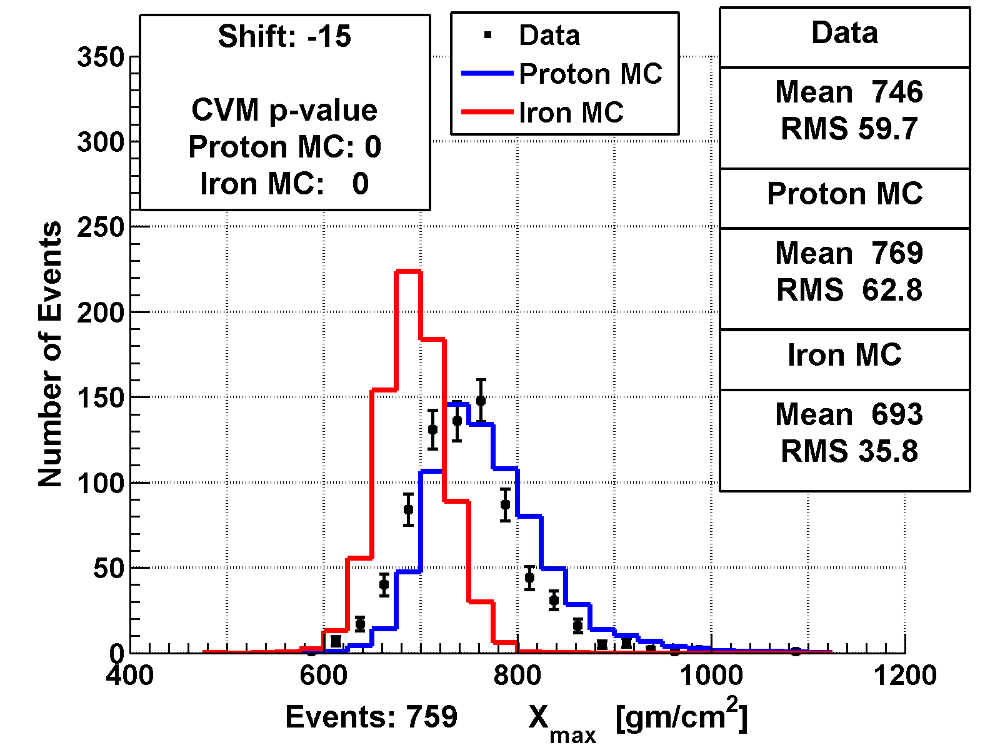 Shift: -15
CVM p-value
Proton MC: 0
Iron MC: 0
Data
Proton MC
Iron MC
Data
Mean 746
RMS 59.7
Proton MC
Mean 769
RMS 62.8
Iron MC
Mean 693
RMS 35.8
Number of Events
350
300
250
200
150
100
50
0
400 600 800 1000 1200
Events: 759 Xmax [gm/cm²]